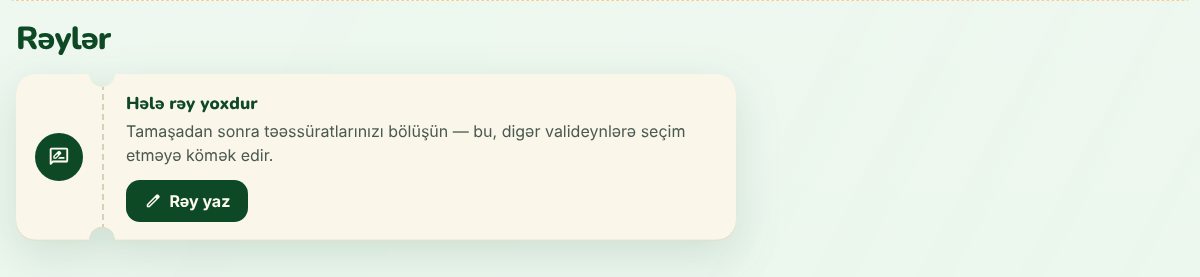 Rəylər
Hələ rəy yoxdur
Tamaşadan sonra təəssüratlarınızı bölüşün — bu, digər valideynlərə seçim
etməyə kömək edir.
Rəy yaz